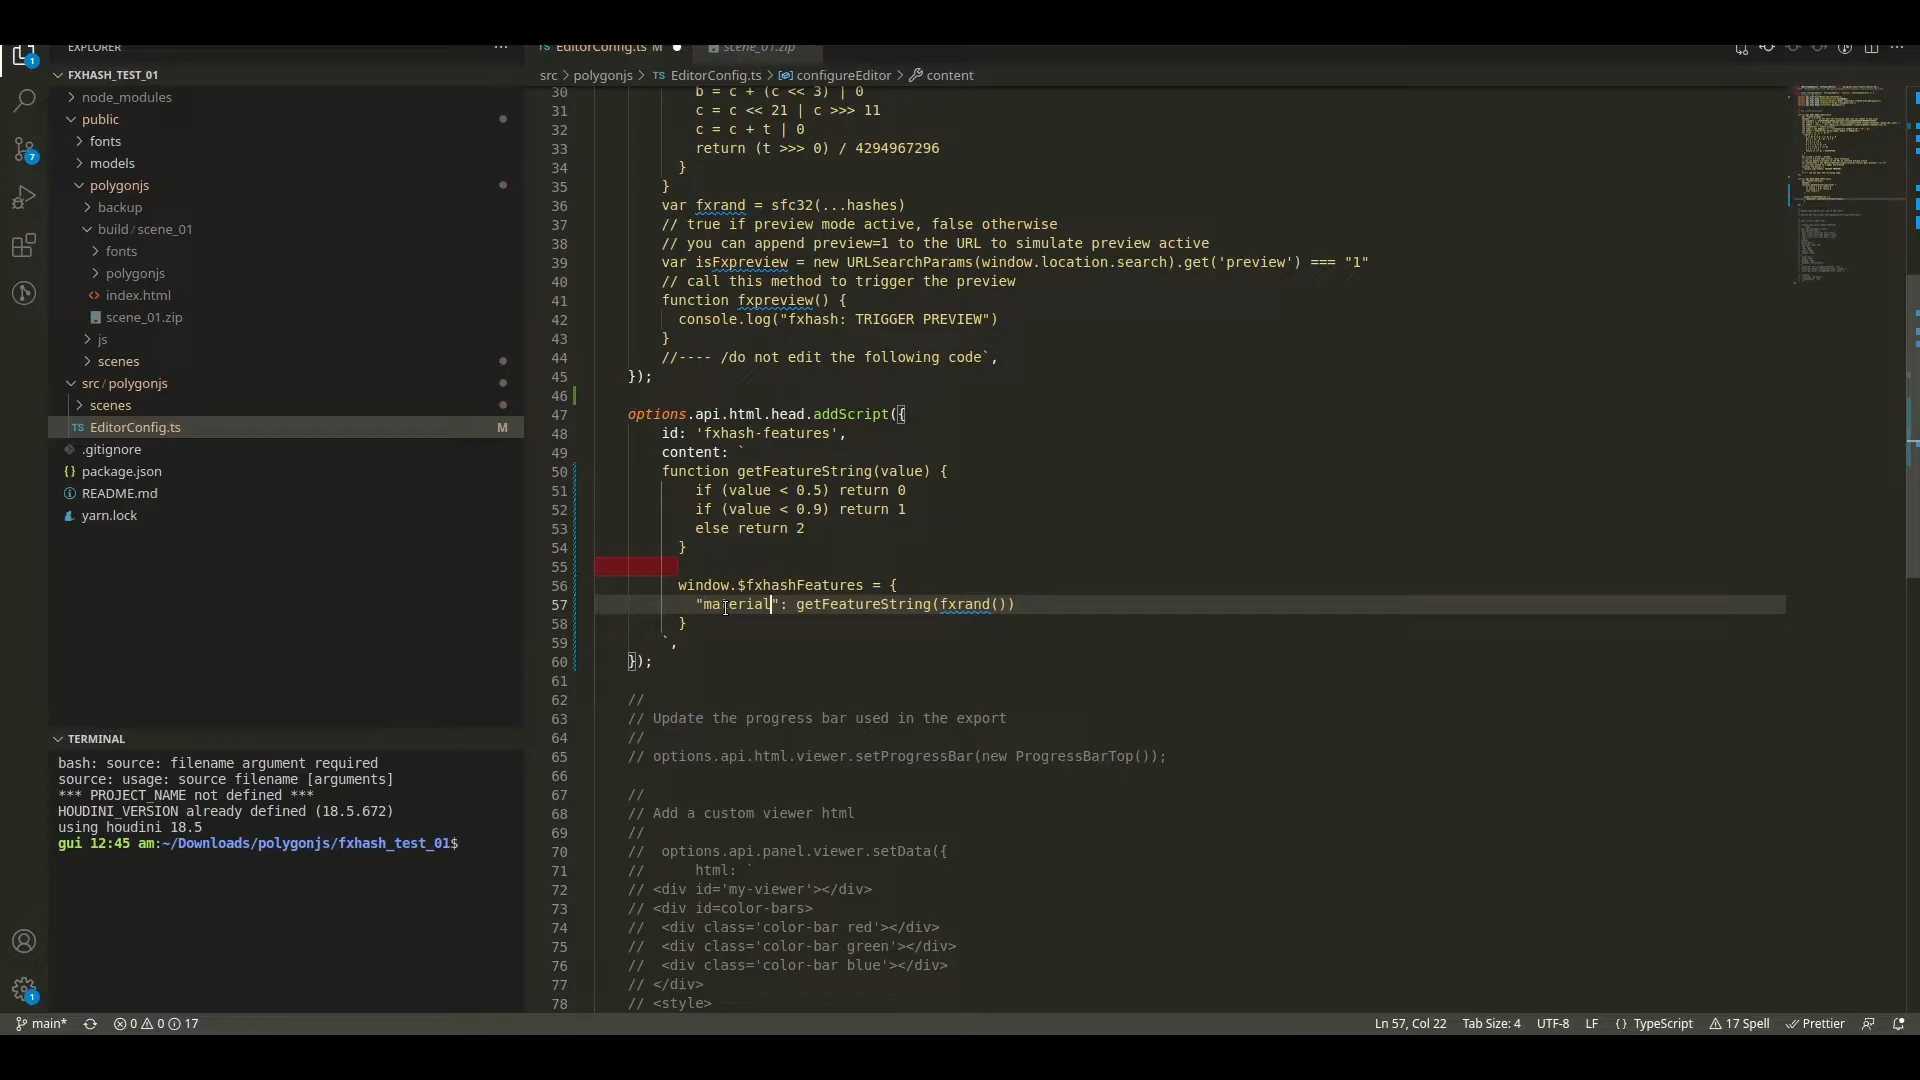 EXPLORER
FXHASH_TEST_01
node_modules
public
fonts
models
polygonjs
backup
build/scene_01
fonts
polygonjs
index.html
scene_01.zip
js
scenes
src/polygonjs
scenes
TS EditorConfig.ts M
.gitignore
{} package.json
README.md
yarn.lock
1
7
TERMINAL
bash: source: filename argument required
source: usage: source filename [arguments]
*** PROJECT_NAME not defined ***
HOUDINI_VERSION already defined (18.5.672)
using houdini 18.5
gui 12:45 am:~/Downloads/polygonjs/fxhash_test_01$
1
TS EditorConfig.ts M ●
scene_01.zip
src > polygonjs > TS EditorConfig.ts > configureEditor > content
30 b = c + (c << 3) | 0
31 c = c << 21 | c >>> 11
32 c = c + t | 0
33 return (t >>> 0) / 4294967296
34 }
35 }
36 var fxrand = sfc32(...hashes)
37 // true if preview mode active, false otherwise
38 // you can append preview=1 to the URL to simulate preview active
39 var isFxpreview = new URLSearchParams(window.location.search).get('preview') === "1"
40 // call this method to trigger the preview
41 function fxpreview() {
42 console.log("fxhash: TRIGGER PREVIEW")
43 }
44 //---- /do not edit the following code`,
45 });
46
47 options.api.html.head.addScript({
48 id: 'fxhash-features',
49 content: `
50 function getFeatureString(value) {
51 if (value < 0.5) return 0
52 if (value < 0.9) return 1
53 else return 2
54 }
55
56 window.$fxhashFeatures = {
57 "material": getFeatureString(fxrand())
58 }
59 `,
60 });
61
62 //
63 // Update the progress bar used in the export
64 //
65 // options.api.html.viewer.setProgressBar(new ProgressBarTop());
66
67 //
68 // Add a custom viewer html
69 //
70 // options.api.panel.viewer.setData({
71 // html: `
72 // <div id='my-viewer'></div>
73 // <div id=color-bars>
74 // <div class='color-bar red'></div>
75 // <div class='color-bar green'></div>
76 // <div class='color-bar blue'></div>
77 // </div>
78 // <style>
main* 0 0 17 Ln 57, Col 22 Tab Size: 4 UTF-8 LF {} TypeScript 17 Spell Prettier